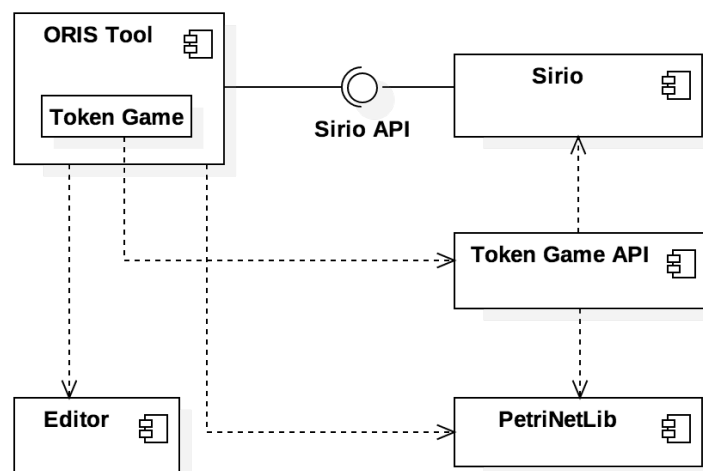 ORIS Tool
Token Game
Sirio API
Sirio
Token Game API
Editor
PetriNetLib